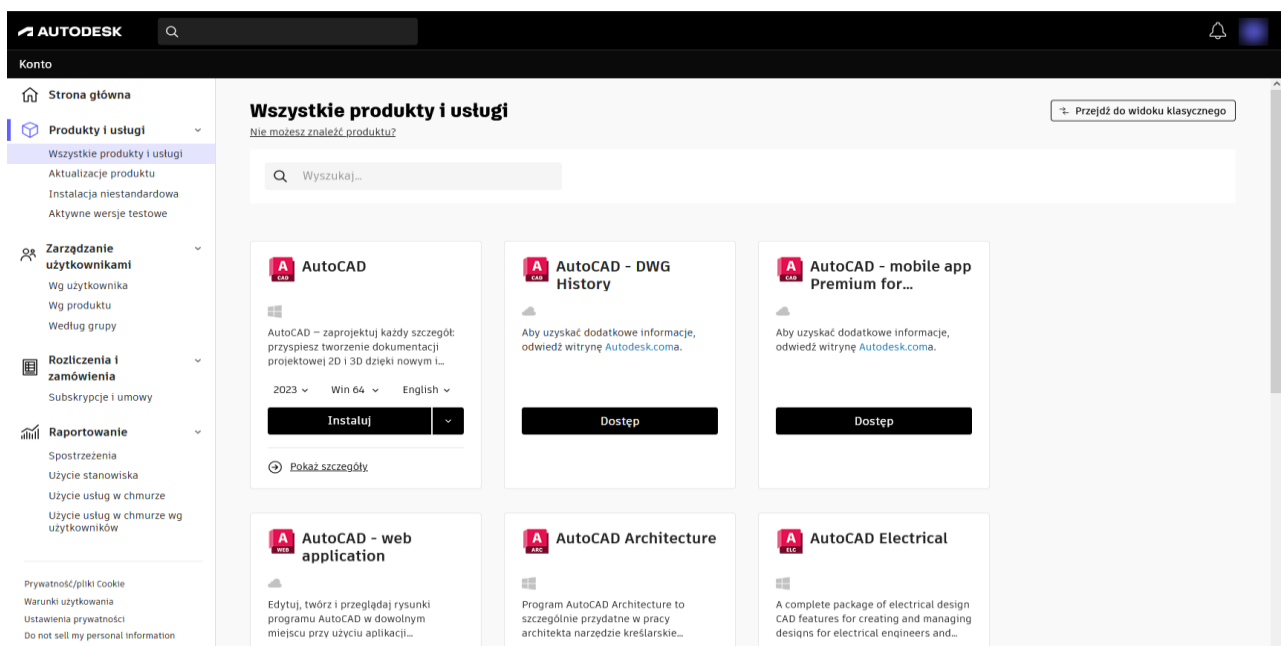 AUTODESK
Konto
Strona główna
Produkty i usługi
Wszystkie produkty i usługi
Aktualizacje produktu
Instalacja niestandardowa
Aktywne wersje testowe
Zarządzanie
użytkownikami
Wg użytkownika
Wg produktu
Według grupy
Rozliczenia i
zamówienia
Subskrypcje i umowy
Raportowanie
Spostrzeżenia
Użycie stanowiska
Użycie usług w chmurze
Użycie usług w chmurze wg
użytkowników
Prywatność/pliki Cookie
Warunki użytkowania
Ustawienia prywatności
Do not sell my personal information
Wszystkie produkty i usługi
Nie możesz znaleźć produktu?
Przejdź do widoku klasycznego
Wyszukaj...
A
CAD
AutoCAD
AutoCAD — zaprojektuj każdy szczegół:
przyspiesz tworzenie dokumentacji
projektowej 2D i 3D dzięki nowym i...
2023 Win 64 English
Instaluj
Pokaż szczegóły
A
CAD
AutoCAD - DWG
History
Aby uzyskać dodatkowe informacje,
odwiedź witrynę Autodesk.coma.
Dostęp
A
CAD
AutoCAD - mobile app
Premium for...
Aby uzyskać dodatkowe informacje,
odwiedź witrynę Autodesk.coma.
Dostęp
A
WEB
AutoCAD - web
application
Edytuj, twórz i przeglądaj rysunki
programu AutoCAD w dowolnym
miejscu przy użyciu aplikacji...
A
ARC
AutoCAD Architecture
Program AutoCAD Architecture to
szczególnie przydatne w pracy
architekta narzędzie kreślarskie...
A
ELC
AutoCAD Electrical
A complete package of electrical design
CAD features for creating and managing
designs for electrical engineers and...